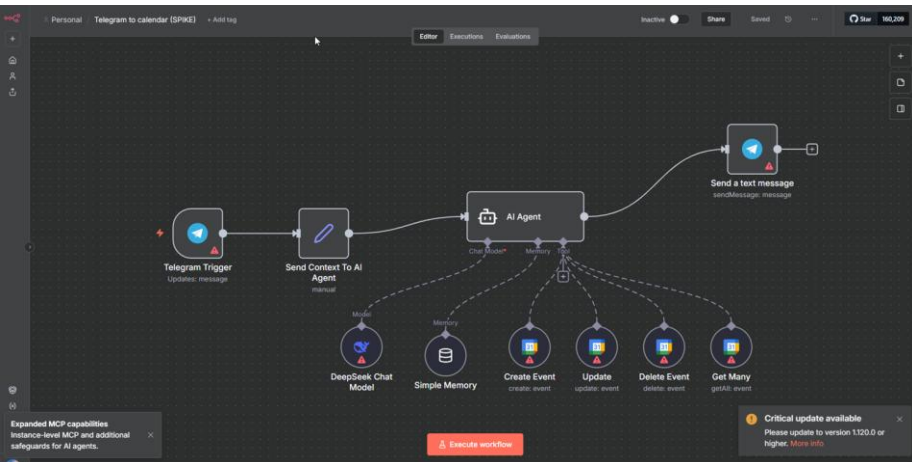 Personal
Telegram to calendar (SPIKE)
+ Add tag
Inactive
Share
Saved
Star
160,209
Editor
Executions
Evaluations
Send a text message
sendMessage: message
AI Agent
Chat Model*
Memory
Tool
Telegram Trigger
Updates: message
Send Context To AI
Agent
manual
Model
Memory
DeepSeek Chat
Model
Simple Memory
31
Create Event
create: event
31
Update
update: event
31
Delete Event
delete: event
31
Get Many
getAll: event
Expanded MCP capabilities
Instance-level MCP and additional
safeguards for AI agents.
Execute workflow
Critical update available
Please update to version 1.120.0 or
higher. More info